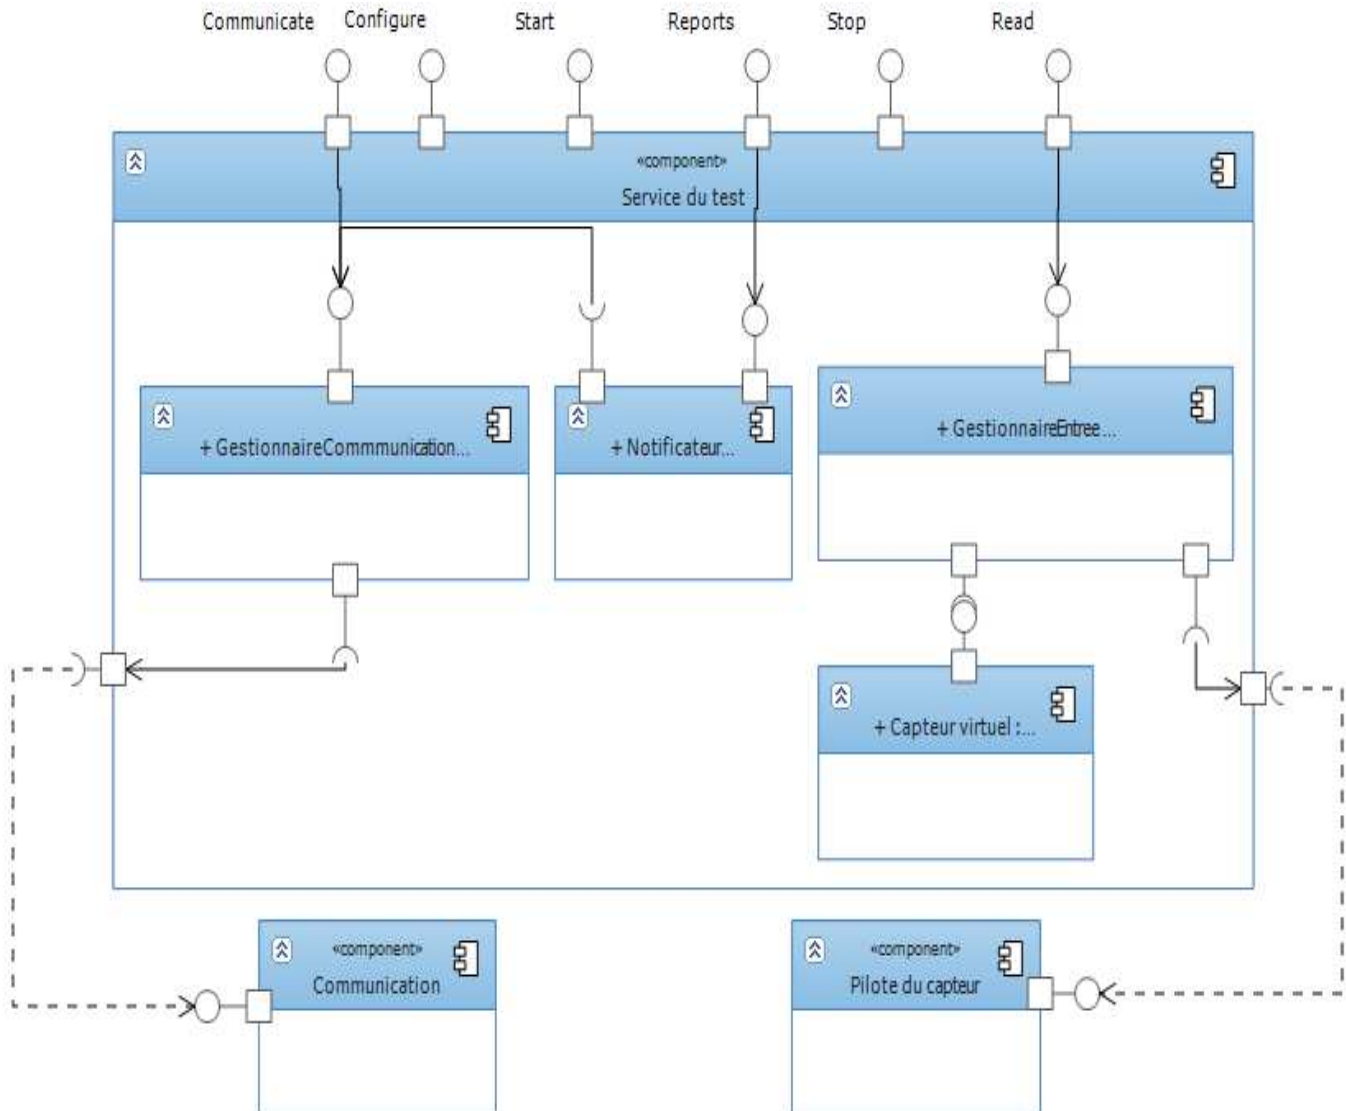 Communicate
Configure
Start
Reports
Stop
Read
«component»
Service du test
+ GestionnaireCommmunication...
+ Notificateur...
+ GestionnaireEntree...
+ Capteur virtuel :...
«component»
Communication
«component»
Pilote du capteur